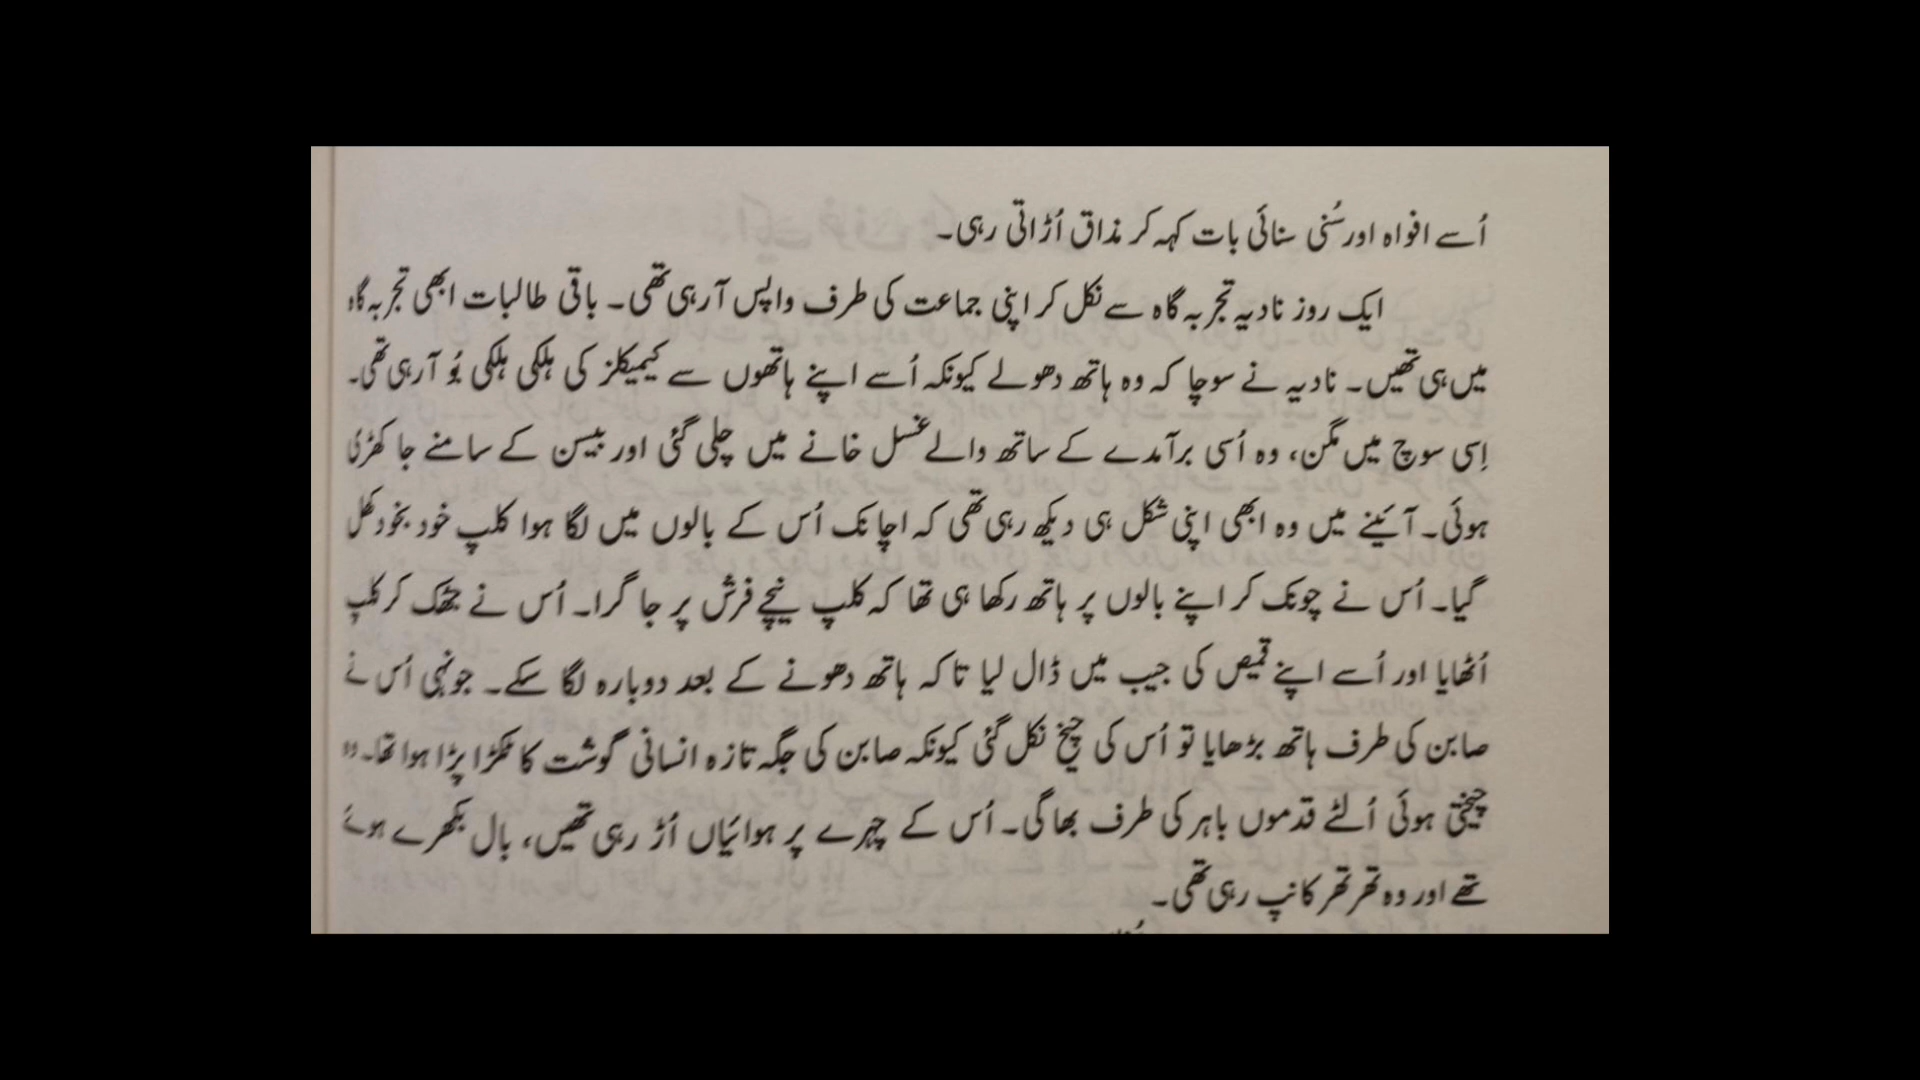 اُسے افواہ اور سُنی سنائی بات کہہ کر مذاق اُڑاتی رہی۔
ایک روز نادیہ تجربہ گاہ سے نکل کر اپنی جماعت کی طرف واپس آ رہی تھی۔ باقی طالبات ابھی تجربہ گاہ
میں ہی تھیں۔ نادیہ نے سوچا کہ وہ ہاتھ دھولے کیونکہ اُسے اپنے ہاتھوں سے کیمیکلز کی ہلکی ہلکی بُو آ رہی تھی۔
اِسی سوچ میں مگن، وہ اُسی برآمدے کے ساتھ والے غسل خانے میں چلی گئی اور بیسن کے سامنے جا کھڑی
ہوئی۔ آئینے میں وہ ابھی اپنی شکل ہی دیکھ رہی تھی کہ اچانک اُس کے بالوں میں لگا ہوا کلپ خود بخود کھل
گیا۔ اُس نے چونک کر اپنے بالوں پر ہاتھ رکھا ہی تھا کہ کلپ نیچے فرش پر جا گرا۔ اُس نے جھک کر کلپ
اُٹھایا اور اُسے اپنے قمیص کی جیب میں ڈال لیا تاکہ ہاتھ دھونے کے بعد دوبارہ لگا سکے۔ جونہی اُس نے
صابن کی طرف ہاتھ بڑھایا تو اُس کی چیخ نکل گئی کیونکہ صابن کی جگہ تازہ انسانی گوشت کا ٹکڑا پڑا ہوا تھا۔ وہ
چیختی ہوئی اُلٹے قدموں باہر کی طرف بھاگی۔ اُس کے چہرے پر ہوائیاں اُڑ رہی تھیں، بال بکھرے ہوئے
تھے اور وہ تھر تھر کانپ رہی تھی۔